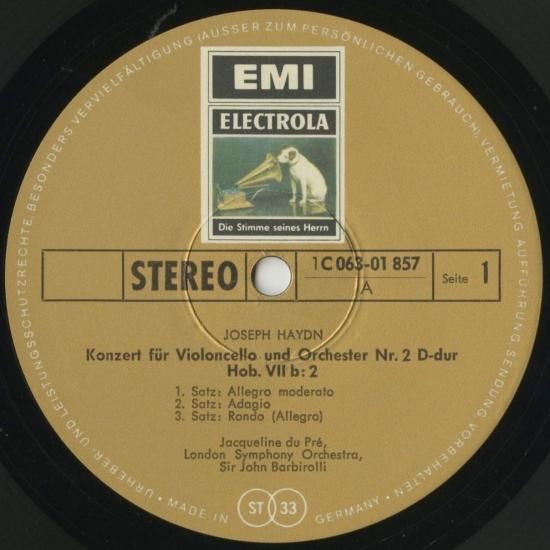 EMI
ELECTROLA
Die Stimme seines Herrn
STEREO
1C 063-01 857
A
Seite 1
JOSEPH HAYDN
Konzert für Violoncello und Orchester Nr. 2 D-dur
Hob. VII b: 2
1. Satz: Allegro moderato
2. Satz: Adagio
3. Satz: Rondo (Allegro)
Jacqueline du Pré,
London Symphony Orchestra,
Sir John Barbirolli
ST 33
URHEBER- UND LEISTUNGSSCHUTZRECHTE, BESONDERS VERVIELFÄLTIGUNG (AUSSER ZUM PERSÖNLICHEN GEBRAUCH), VERMIETUNG, AUFFÜHRUNG, SENDUNG, VORBEHALTEN
• MADE IN GERMANY •